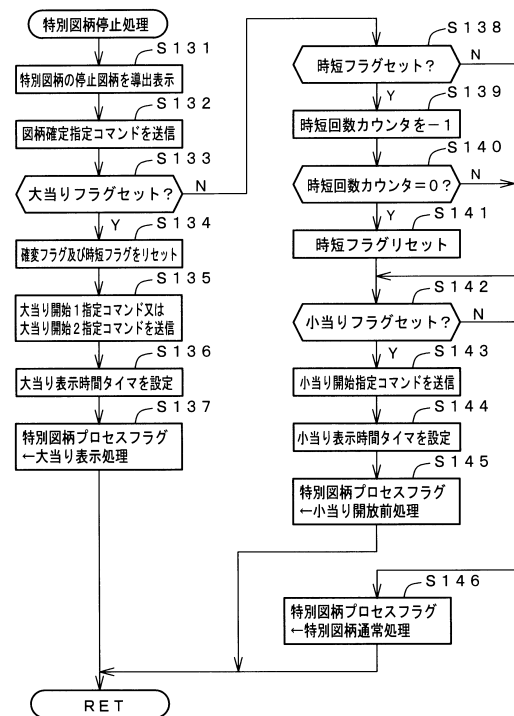 特別図柄停止処理
S131
特別図柄の停止図柄を導出表示
S132
図柄確定指定コマンドを送信
S133
大当りフラグセット?
N
Y
S134
確変フラグ及び時短フラグをリセット
S135
大当り開始1指定コマンド又は
大当り開始2指定コマンドを送信
S136
大当り表示時間タイマを設定
S137
特別図柄プロセスフラグ
←大当り表示処理
S138
時短フラグセット?
N
Y
S139
時短回数カウンタを-1
S140
時短回数カウンタ=0?
N
Y
S141
時短フラグリセット
S142
小当りフラグセット?
N
Y
S143
小当り開始指定コマンドを送信
S144
小当り表示時間タイマを設定
S145
特別図柄プロセスフラグ
←小当り開放前処理
S146
特別図柄プロセスフラグ
←特別図柄通常処理
RET